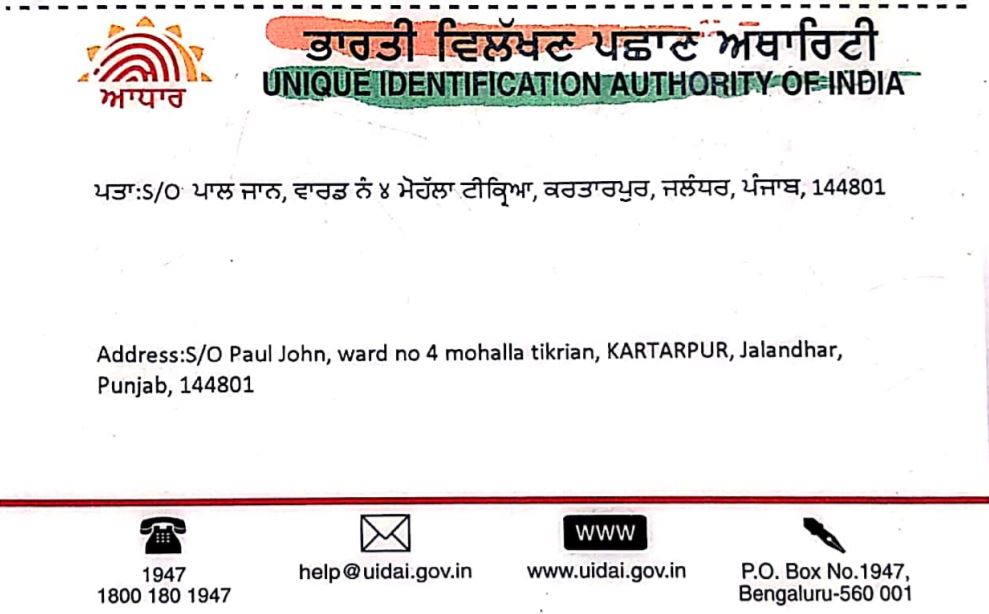 ਆਧਾਰ
ਭਾਰਤੀ ਵਿਲੱਖਣ ਪਛਾਣ ਅਥਾਰਿਟੀ
UNIQUE IDENTIFICATION AUTHORITY OF INDIA
ਪਤਾ:S/O ਪਾਲ ਜਾਨ, ਵਾਰਡ ਨੰ ੪ ਮੋਹੱਲਾ ਟੀਕ੍ਰਿਆ, ਕਰਤਾਰਪੁਰ, ਜਲੰਧਰ, ਪੰਜਾਬ, 144801
Address:S/O Paul John, ward no 4 mohalla tikrian, KARTARPUR, Jalandhar,
Punjab, 144801
1947
1800 180 1947
help@uidai.gov.in
WWW
www.uidai.gov.in
P.O. Box No.1947,
Bengaluru-560 001